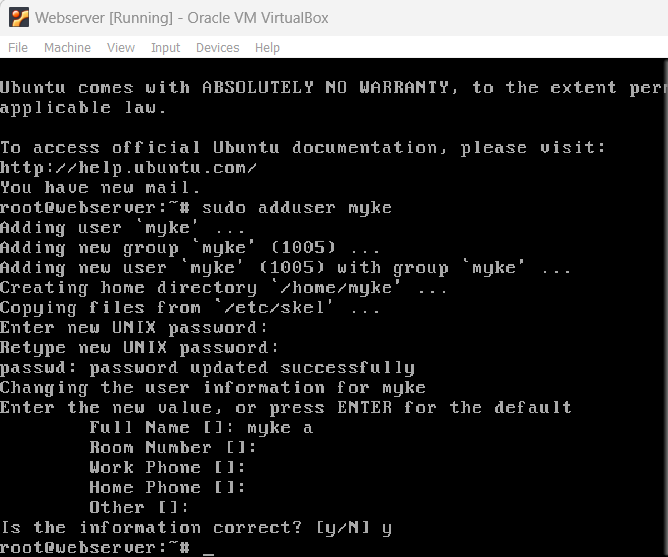 Webserver [Running] - Oracle VM VirtualBox
File Machine View Input Devices Help
Ubuntu comes with ABSOLUTELY NO WARRANTY, to the extent perm
applicable law.
To access official Ubuntu documentation, please visit:
http://help.ubuntu.com/
You have new mail.
root@webserver:~# sudo adduser myke
Adding user `myke' ...
Adding new group `myke' (1005) ...
Adding new user `myke' (1005) with group `myke' ...
Creating home directory `/home/myke' ...
Copying files from `/etc/skel' ...
Enter new UNIX password:
Retype new UNIX password:
passwd: password updated successfully
Changing the user information for myke
Enter the new value, or press ENTER for the default
Full Name []: myke a
Room Number []:
Work Phone []:
Home Phone []:
Other []:
Is the information correct? [y/N] y
root@webserver:~# _